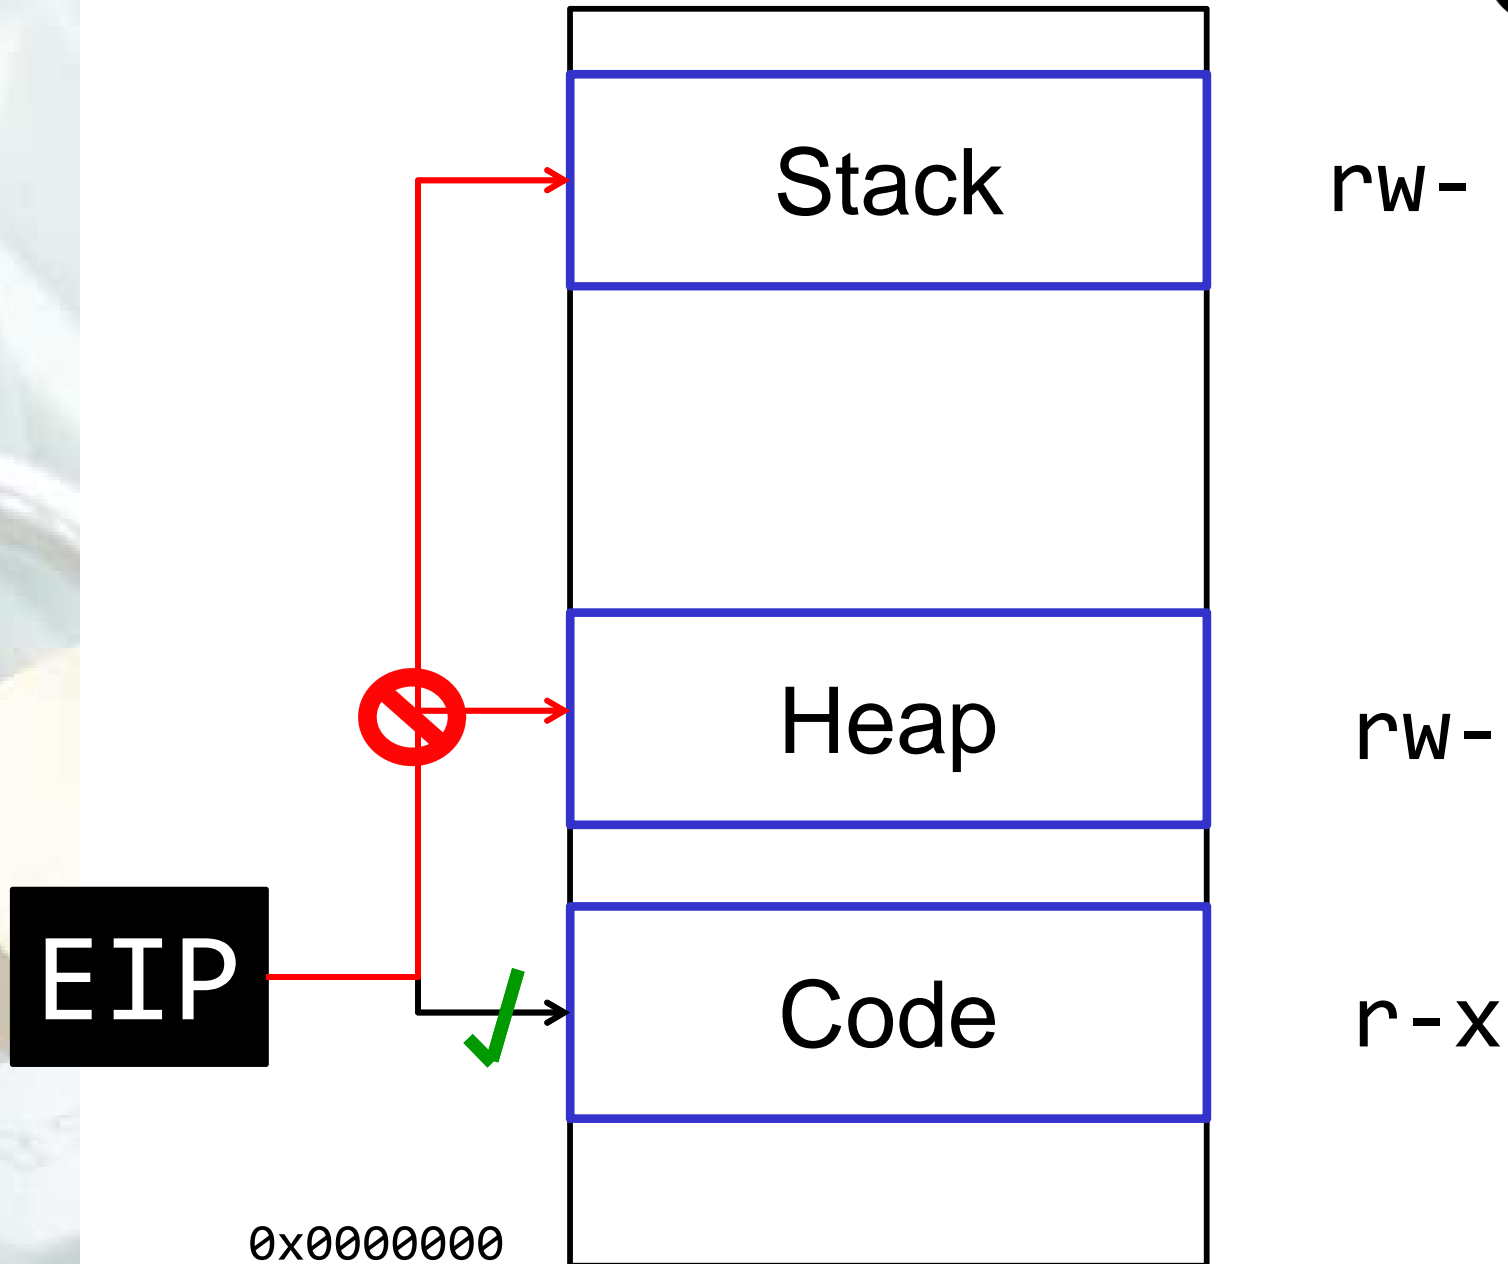 Stack rw-
Heap rw-
EIP Code r-x
0x0000000